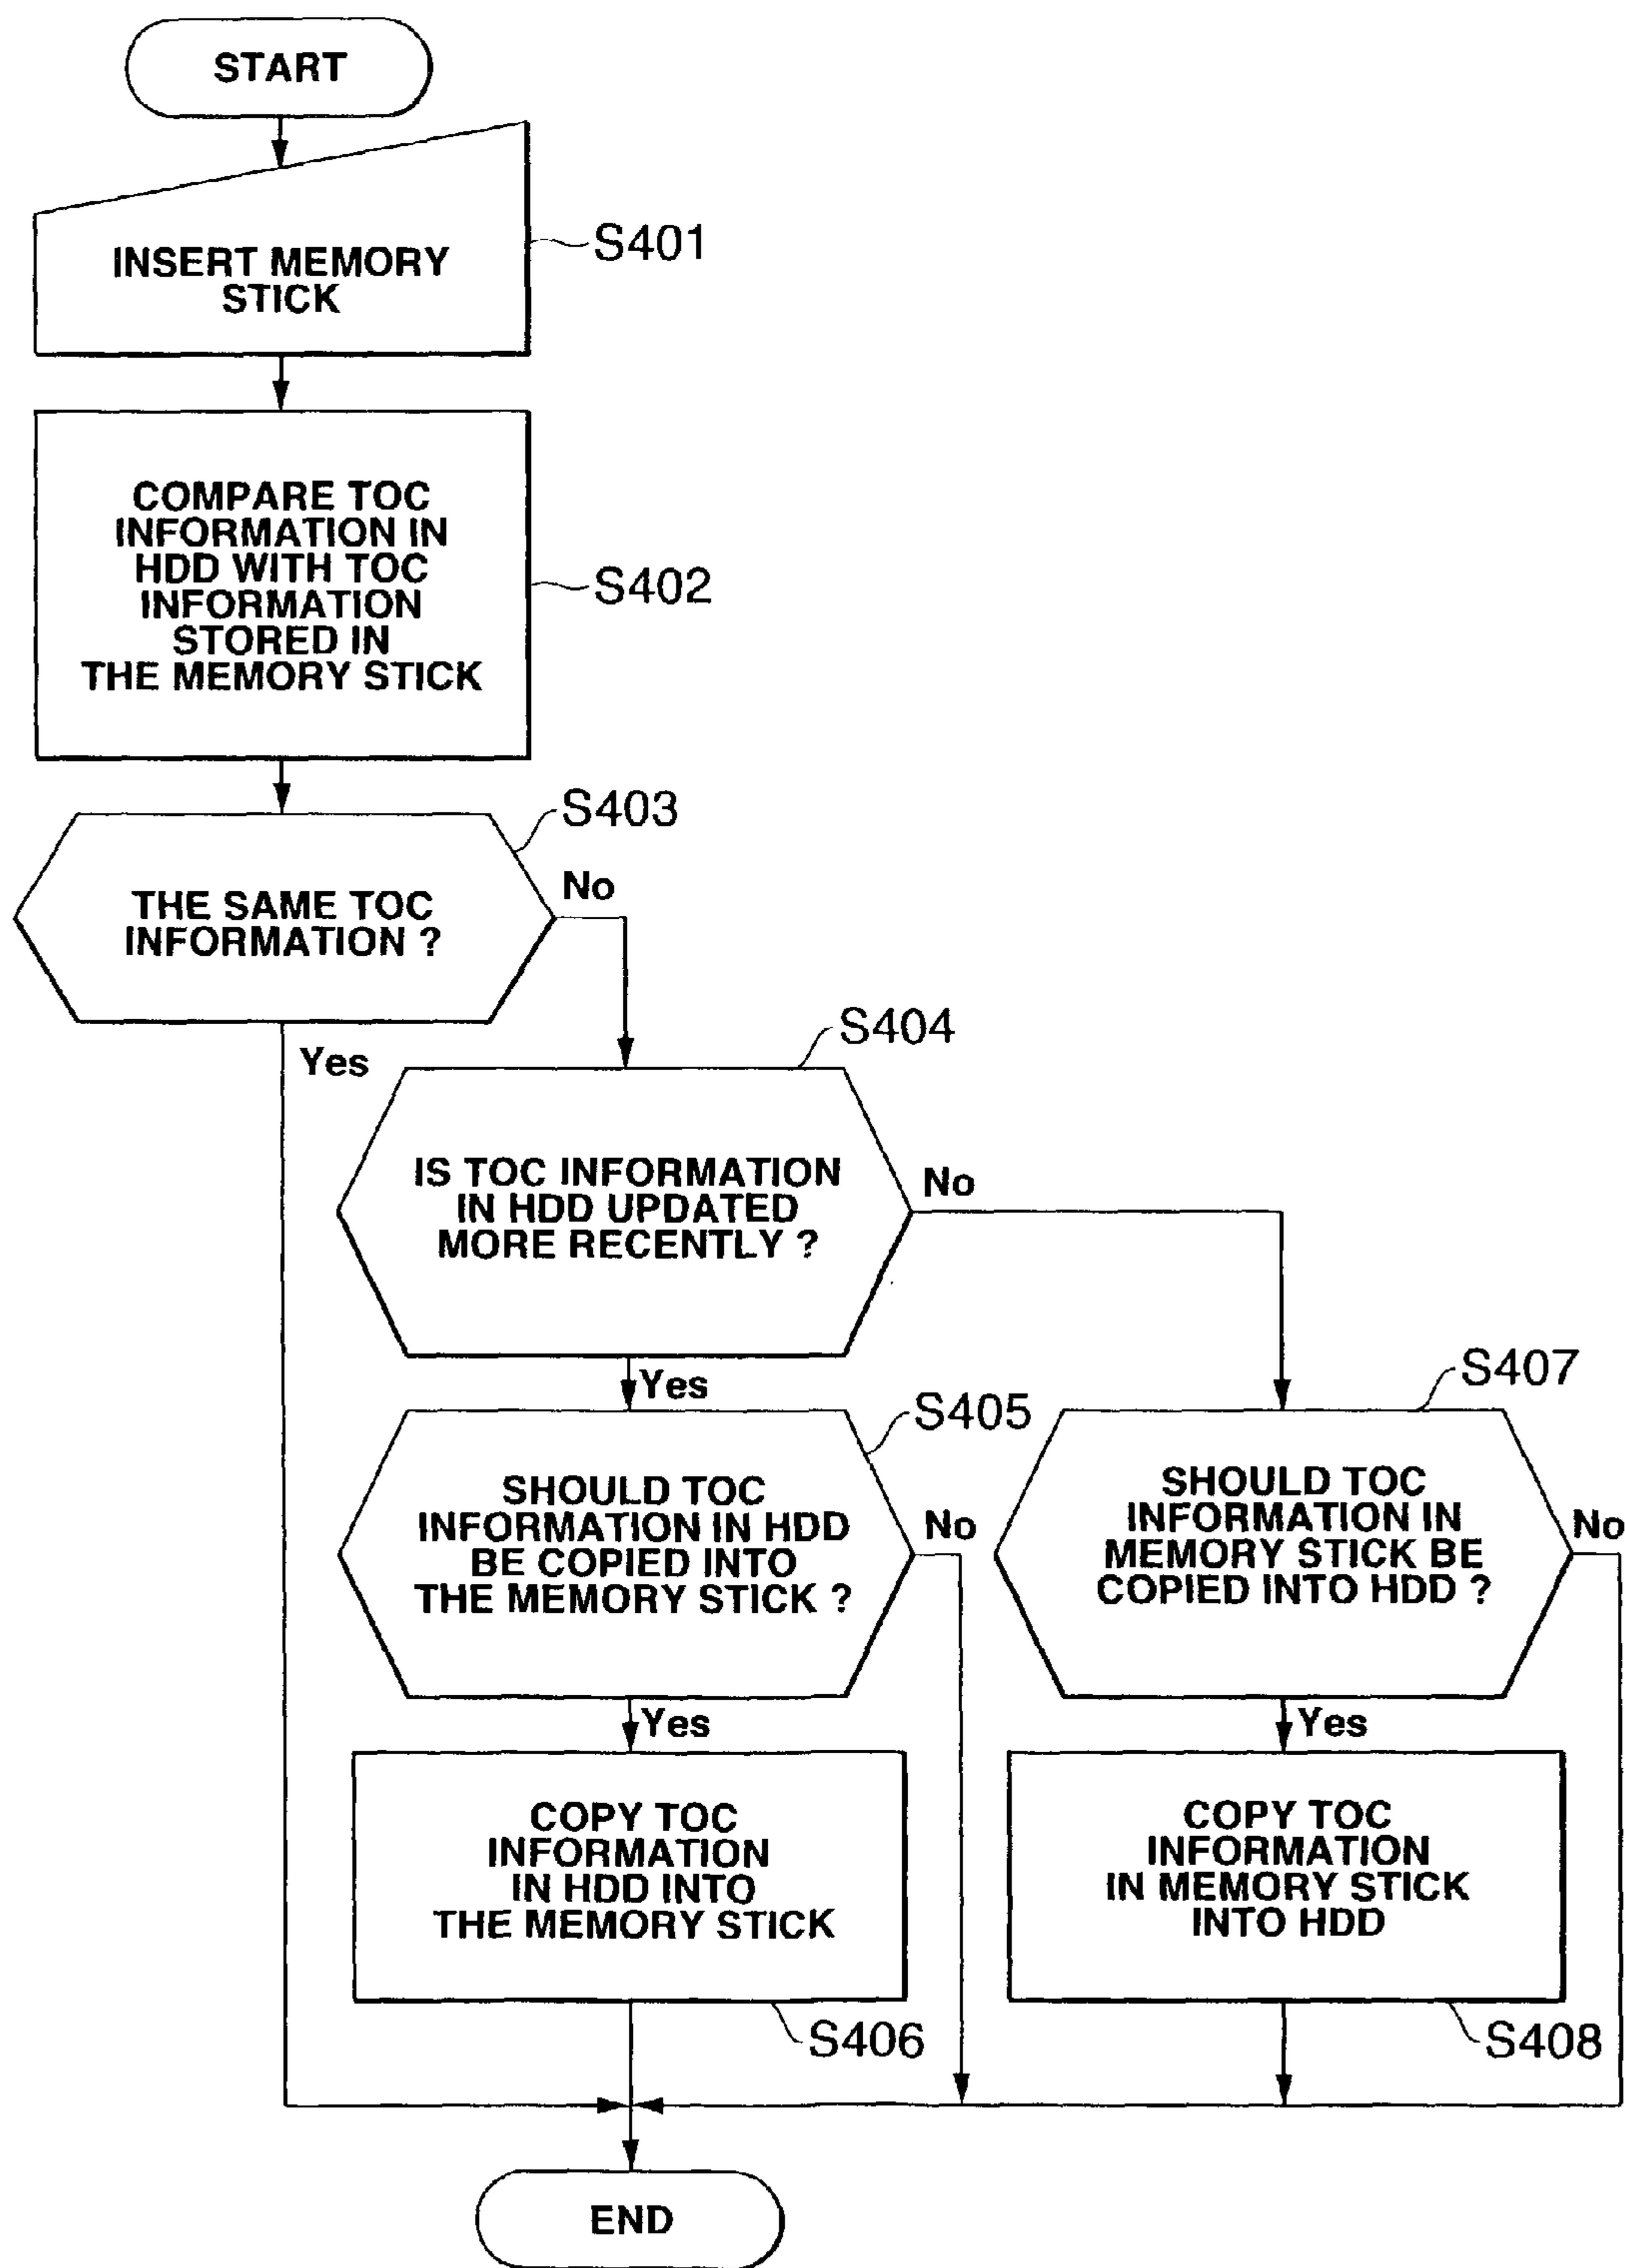 START
INSERT MEMORY
STICK
S401
COMPARE TOC
INFORMATION IN
HDD WITH TOC
INFORMATION
STORED IN
THE MEMORY STICK
S402
S403
THE SAME TOC
INFORMATION ?
No
Yes
S404
IS TOC INFORMATION
IN HDD UPDATED
MORE RECENTLY ?
No
Yes
S405
SHOULD TOC
INFORMATION IN HDD
BE COPIED INTO
THE MEMORY STICK ?
No
Yes
S407
SHOULD TOC
INFORMATION IN
MEMORY STICK BE
COPIED INTO HDD ?
No
Yes
COPY TOC
INFORMATION
IN HDD INTO
THE MEMORY STICK
S406
COPY TOC
INFORMATION
IN MEMORY STICK
INTO HDD
S408
END